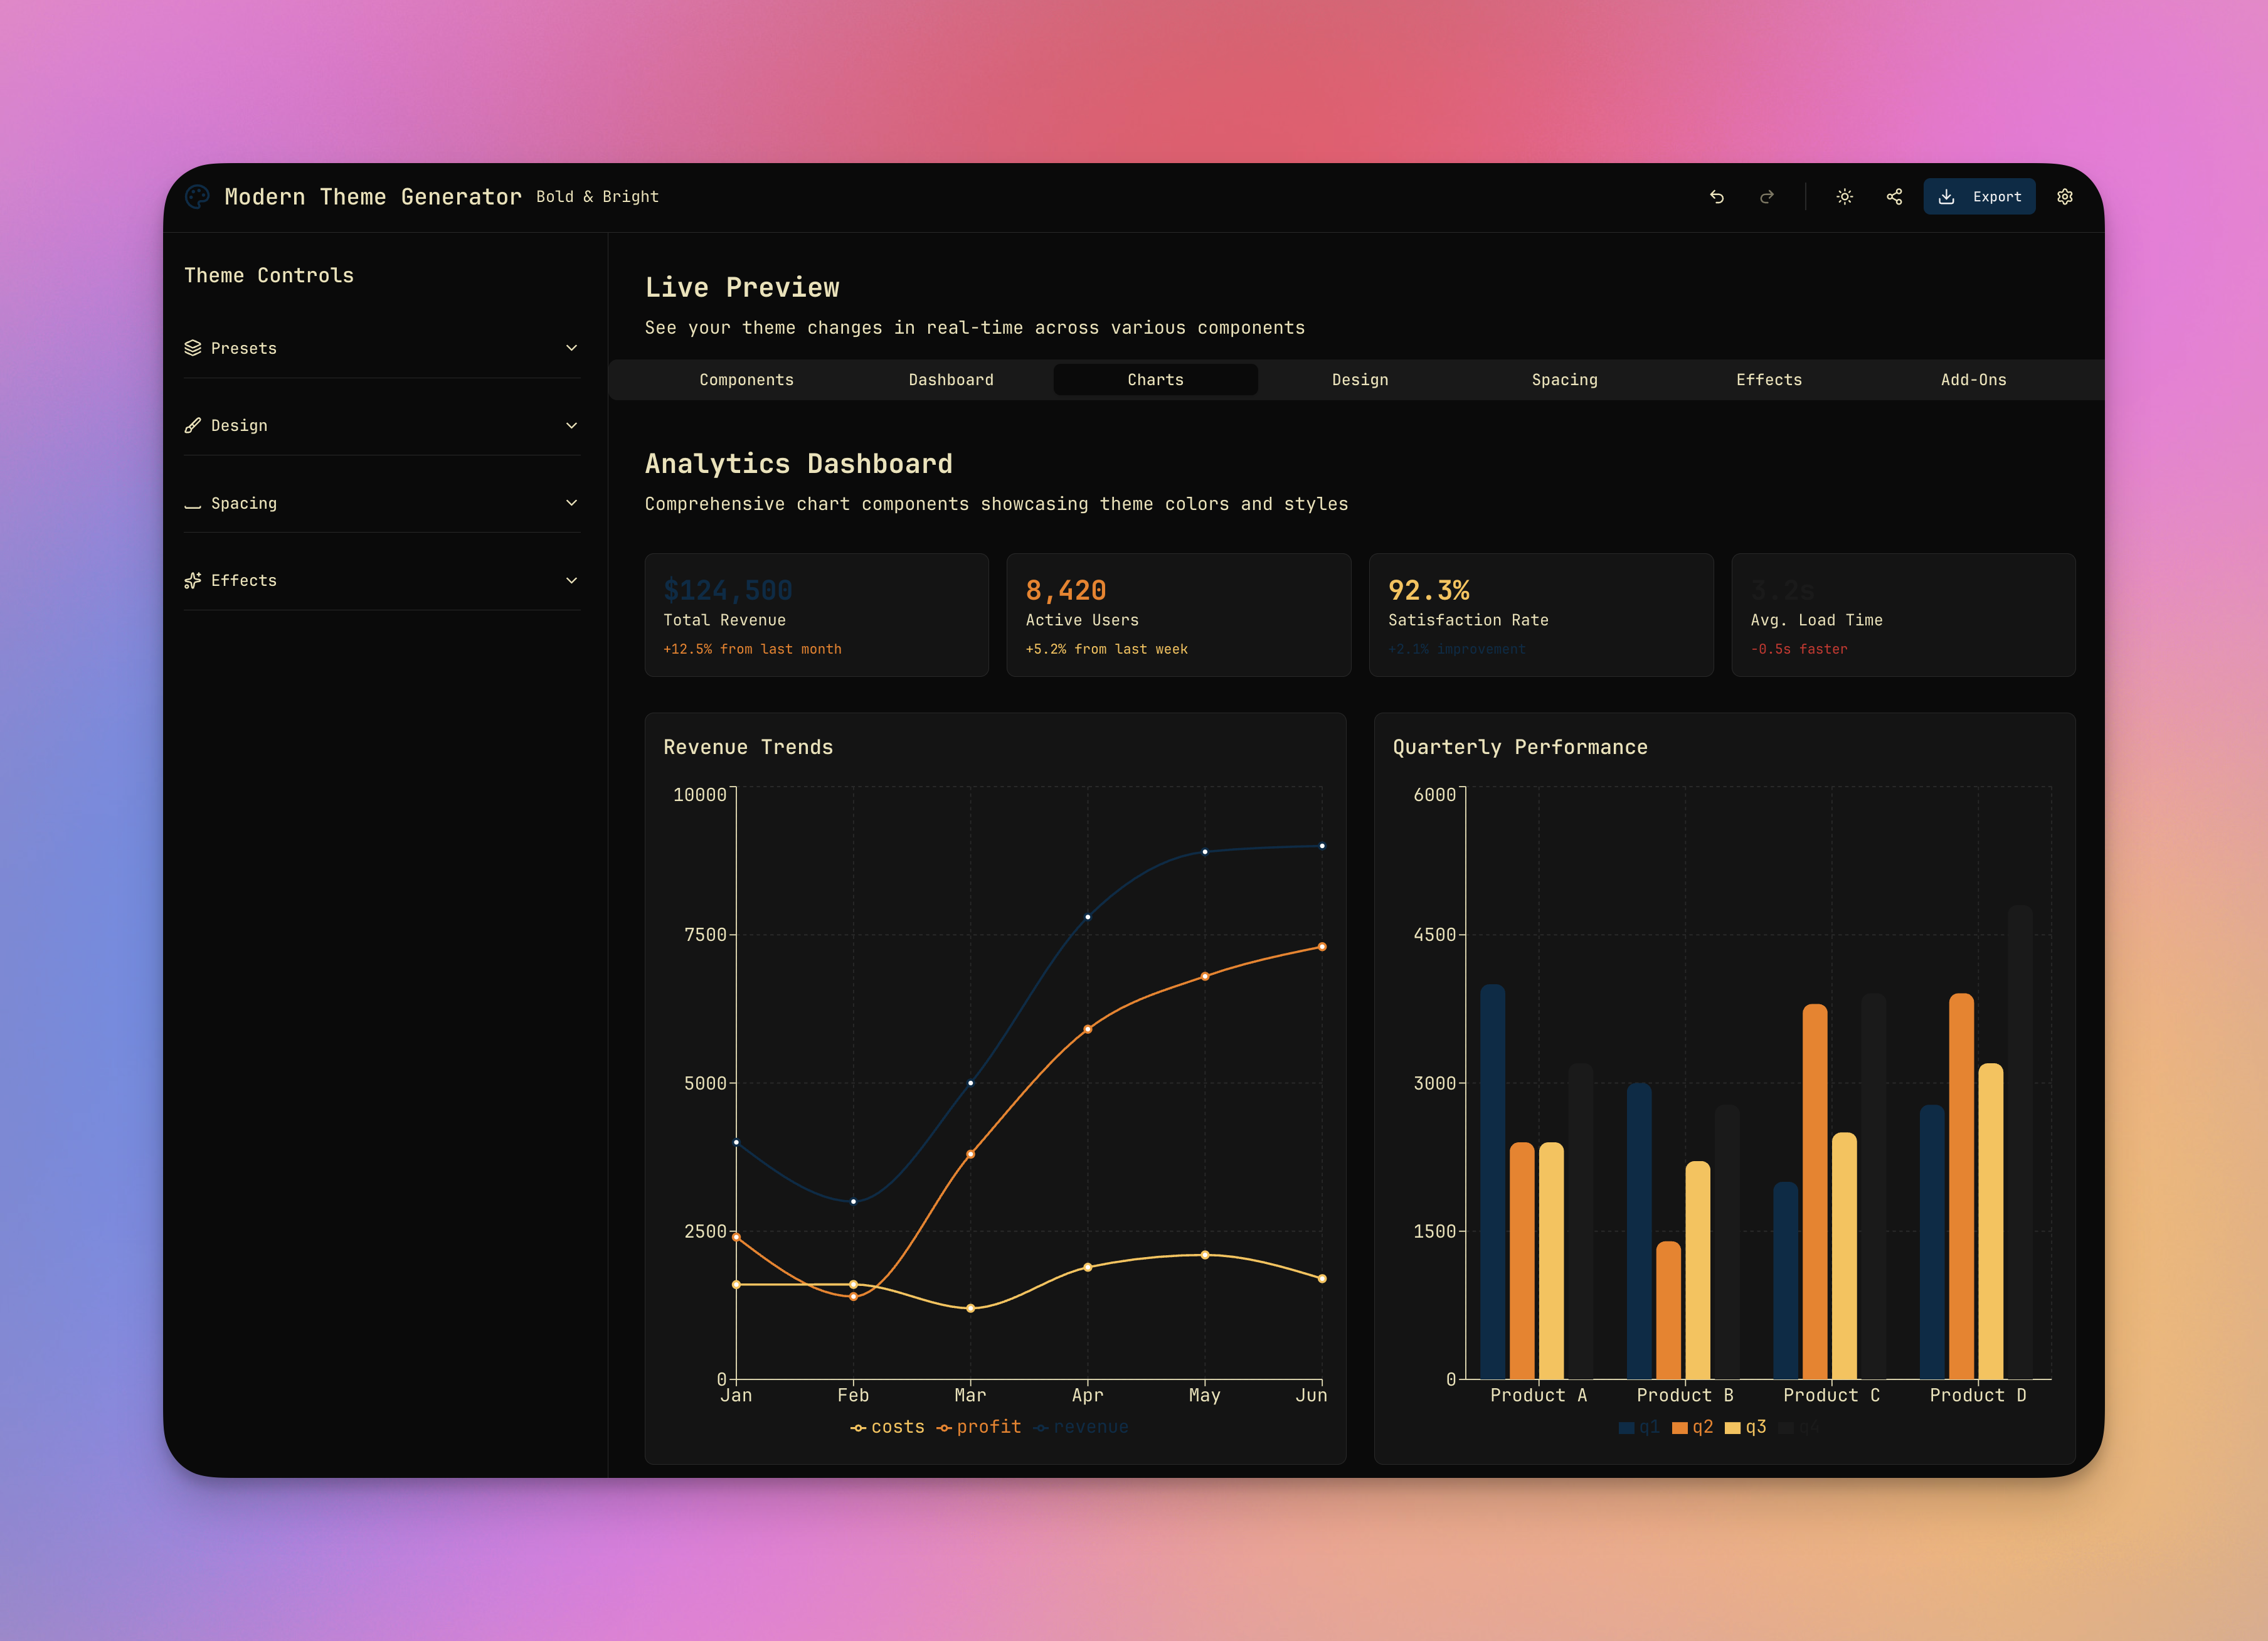 Modern Theme Generator Bold & Bright
Export
Theme Controls
Presets
Design
Spacing
Effects
Live Preview
See your theme changes in real-time across various components
Components Dashboard Charts Design Spacing Effects Add-Ons
Analytics Dashboard
Comprehensive chart components showcasing theme colors and styles
$124,500
Total Revenue
+12.5% from last month
8,420
Active Users
+5.2% from last week
92.3%
Satisfaction Rate
+2.1% improvement
3.2s
Avg. Load Time
-0.5s faster
Revenue Trends
10000
7500
5000
2500
0
Jan Feb Mar Apr May Jun
costs profit revenue
Quarterly Performance
6000
4500
3000
1500
0
Product A Product B Product C Product D
q1 q2 q3 q4